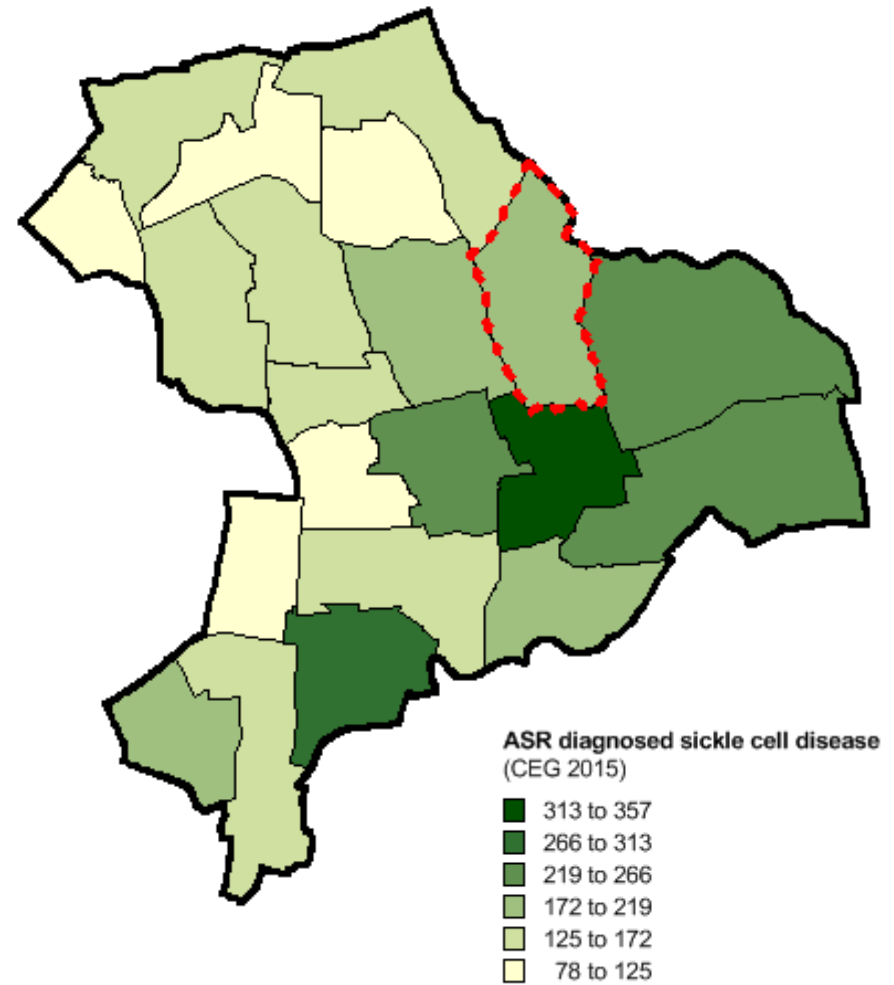 ASR diagnosed sickle cell disease
(CEG 2015)
313 to 357
266 to 313
219 to 266
172 to 219
125 to 172
78 to 125